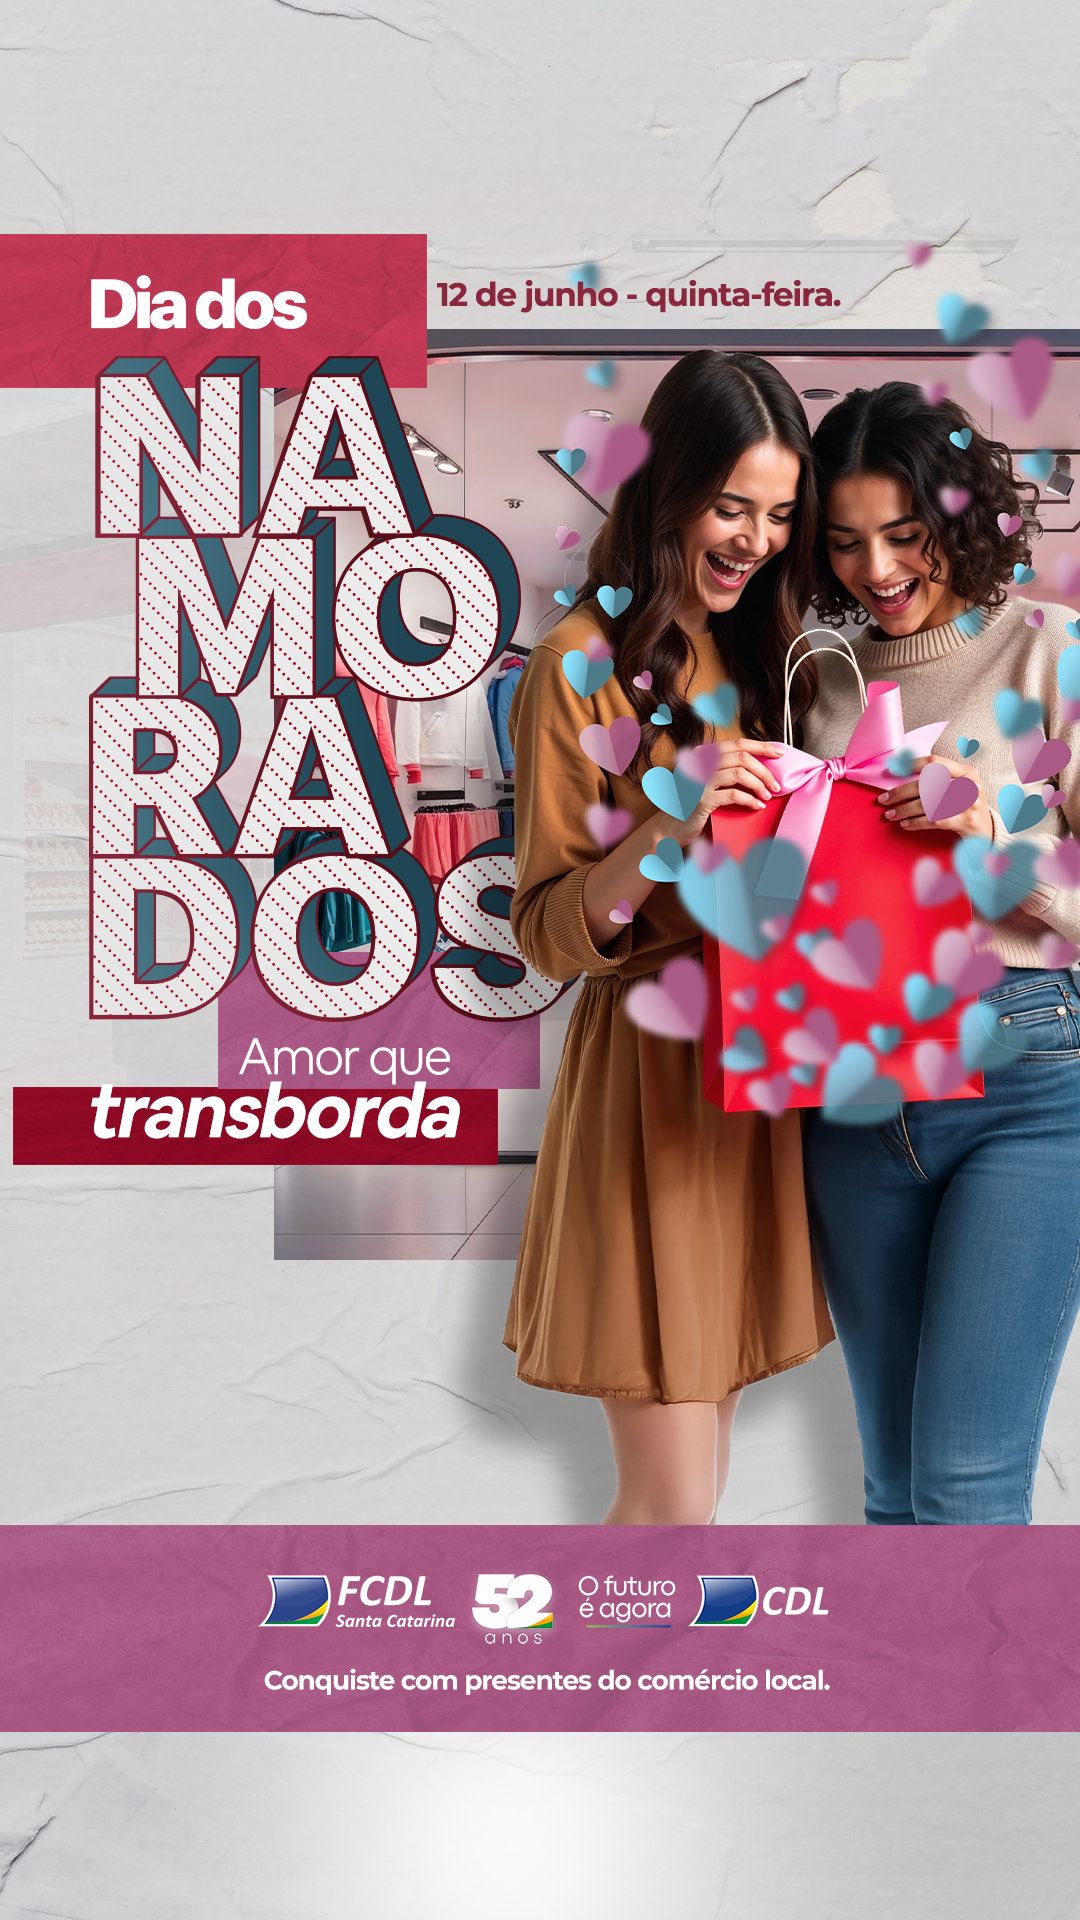 Dia dos
12 de junho - quinta-feira.
NA
MO
RA
DOS
Amor que
transborda
FCDL
Santa Catarina
52
anos
O futuro
é agora
CDL
Conquiste com presentes do comércio local.